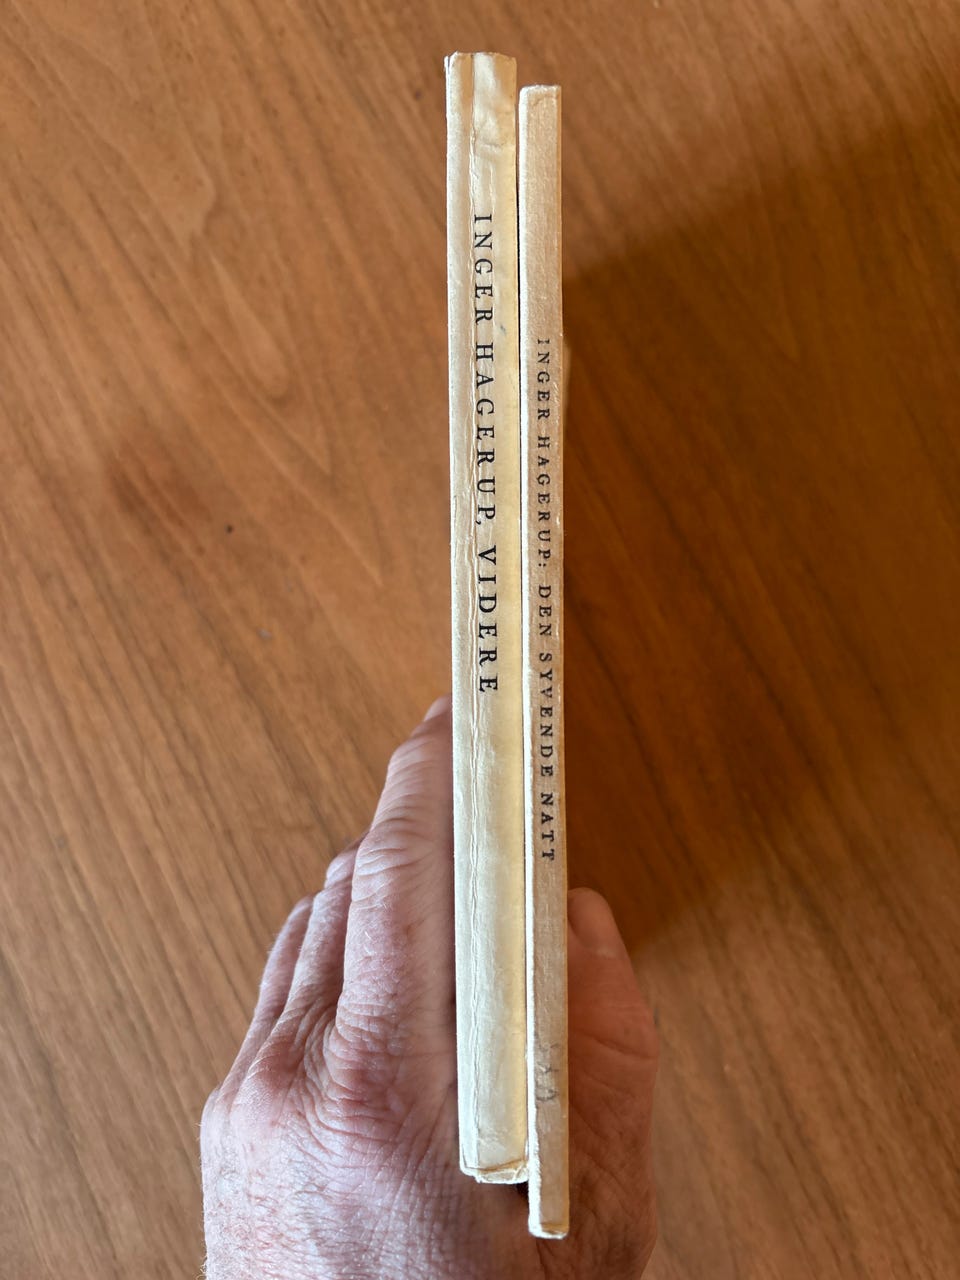 INGER HAGERUP, VIDERE
INGER HAGERUP: DEN SYVENDE NATT